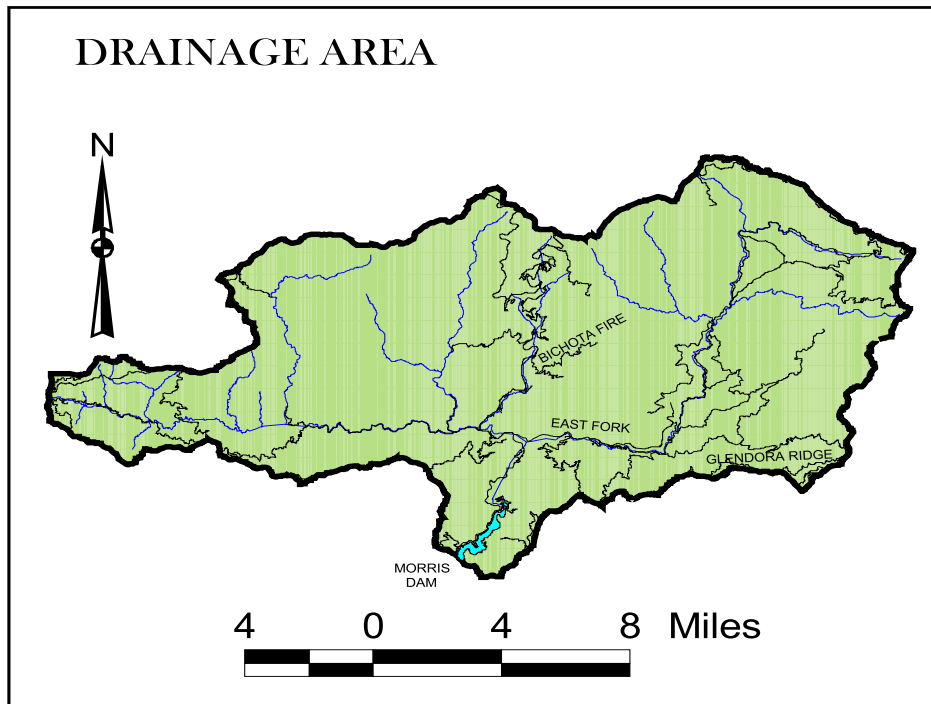 DRAINAGE AREA
N
BICHOTA FIRE
EAST FORK
GLENDORA RIDGE
MORRIS
DAM
4 0 4 8 Miles